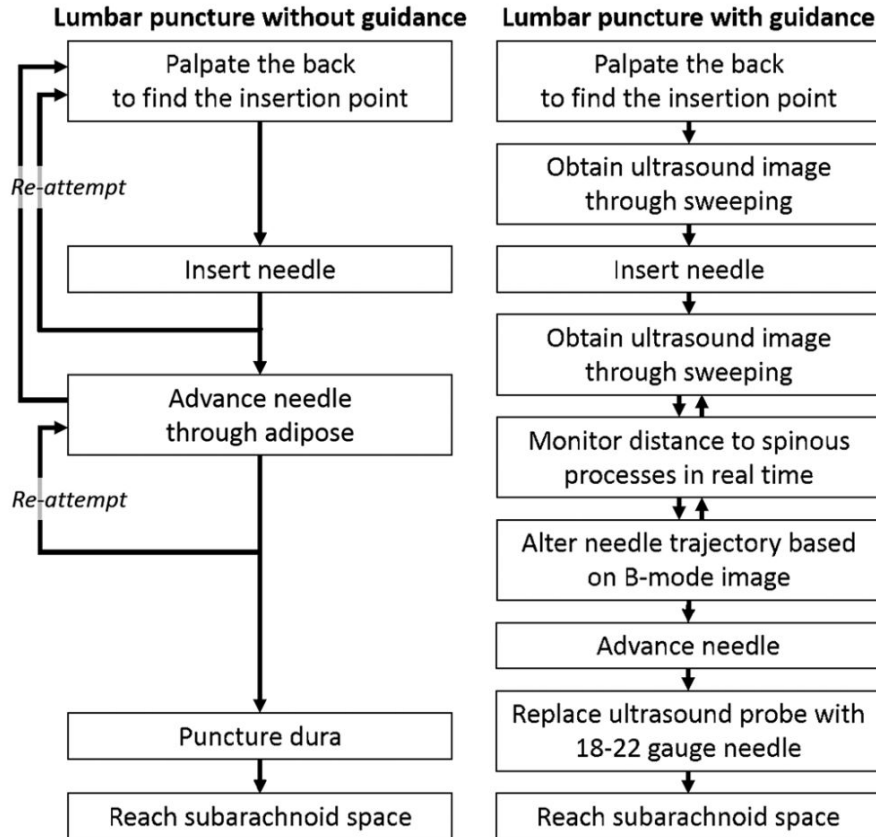 Lumbar puncture without guidance
Palpate the back
to find the insertion point
Re-attempt
Insert needle
Advance needle
through adipose
Re-attempt
Puncture dura
Reach subarachnoid space
Lumbar puncture with guidance
Palpate the back
to find the insertion point
Obtain ultrasound image
through sweeping
Insert needle
Obtain ultrasound image
through sweeping
Monitor distance to spinous
processes in real time
Alter needle trajectory based
on B-mode image
Advance needle
Replace ultrasound probe with
18-22 gauge needle
Reach subarachnoid space